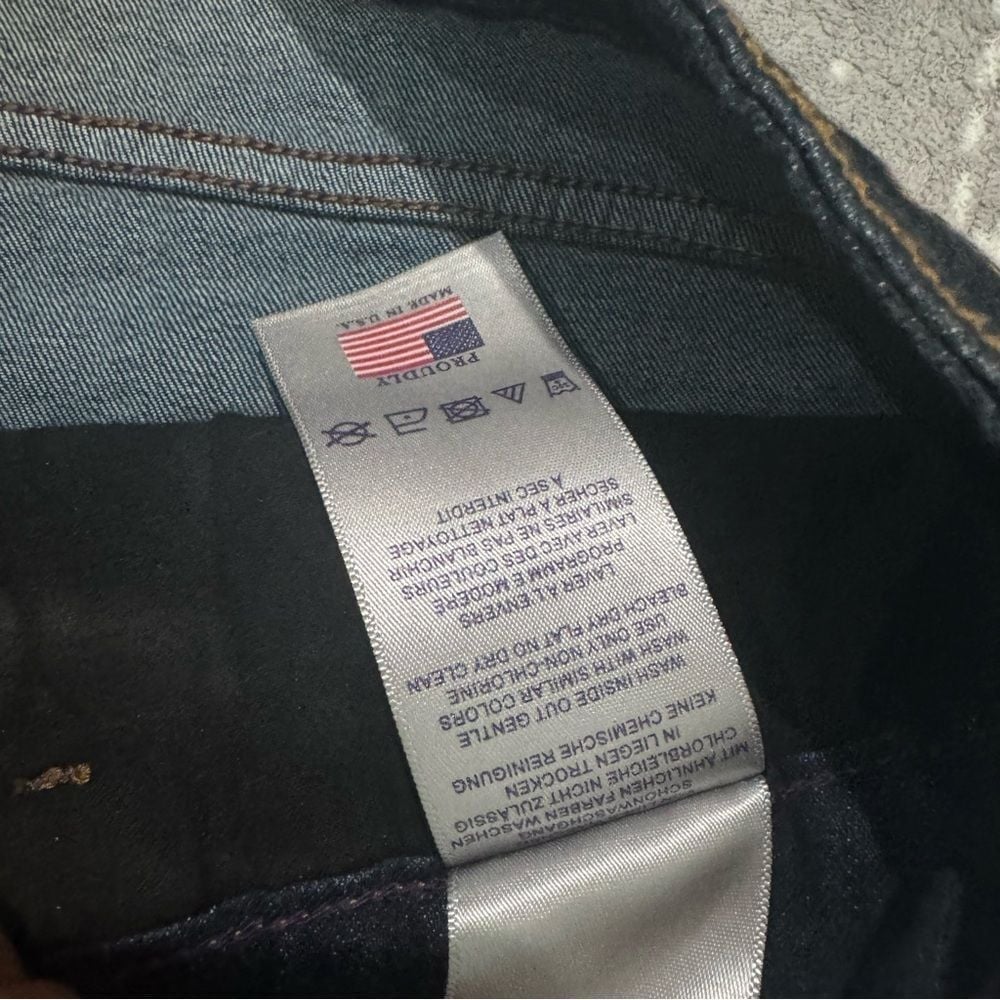 SCHONWASCHGANG
MIT ÄHNLICHEN FARBEN WASCHEN
CHLORBLEICHE NICHT ZULÄSSIG
IN LIEGEN TROCKEN
KEINE CHEMISCHE REINIGUNG
WASH INSIDE OUT GENTLE
WASH WITH SIMILAR COLORS
USE ONLY NON-CHLORINE
BLEACH DRY FLAT NO DRY CLEAN
LAVER A L'ENVERS
PROGRAMME MODERE
LAVER AVEC DES COULEURS
SIMILAIRES NE PAS BLANCHIR
SECHER A PLAT NETTOYAGE
A SEC INTERDIT
PROUDLY
MADE IN U.S.A.